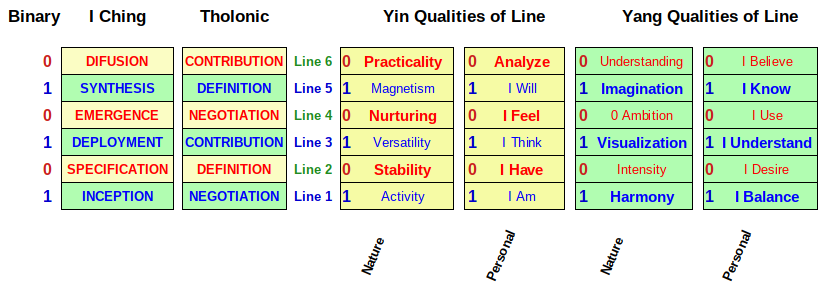 Binary I Ching Tholonic Yin Qualities of Line Yang Qualities of Line
0 DIFUSION CONTRIBUTION Line 6 0 Practicality 0 Analyze 0 Understanding 0 I Believe
1 SYNTHESIS DEFINITION Line 5 1 Magnetism 1 I Will 1 Imagination 1 I Know
0 EMERGENCE NEGOTIATION Line 4 0 Nurturing 0 I Feel 0 0 Ambition 0 I Use
1 DEPLOYMENT CONTRIBUTION Line 3 1 Versatility 1 I Think 1 Visualization 1 I Understand
0 SPECIFICATION DEFINITION Line 2 0 Stability 0 I Have 0 Intensity 0 I Desire
1 INCEPTION NEGOTIATION Line 1 1 Activity 1 I Am 1 Harmony 1 I Balance
Nature Personal Nature Personal